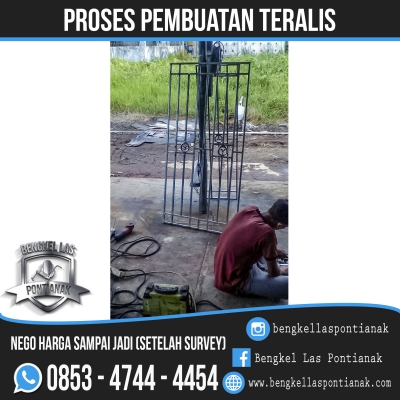 PROSES PEMBUATAN TERALIS
BENGKEL LAS
PONTIANAK
NEGO HARGA SAMPAI JADI (SETELAH SURVEY)
0853 - 4744 - 4454
bengkellaspontianak
Bengkel Las Pontianak
www.bengkellaspontianak.com